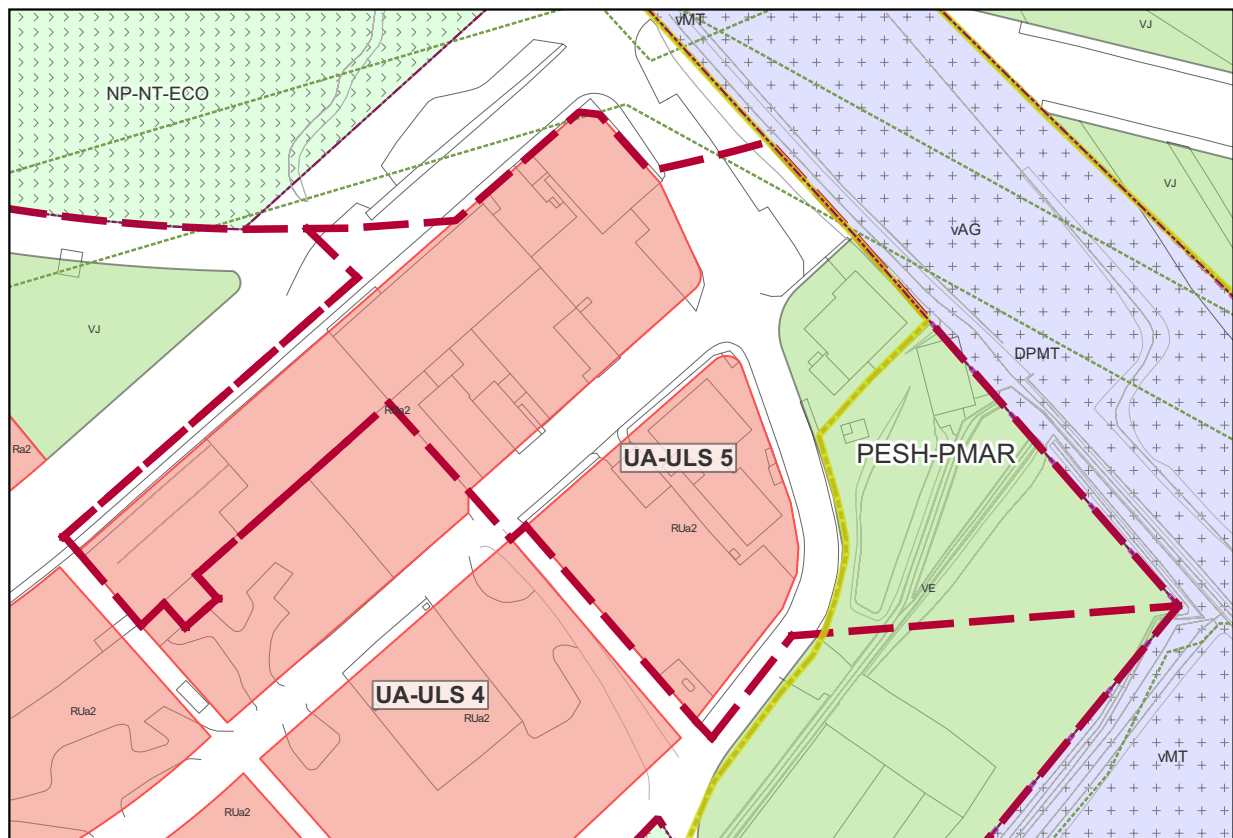 vMT
VJ
NP-NT-ECO
VJ
vAG
VJ
DPMT
RUa2
Ra2
UA-ULS 5
PESH-PMAR
RUa2
VE
UA-ULS 4
RUa2
RUa2
vMT
RUa2